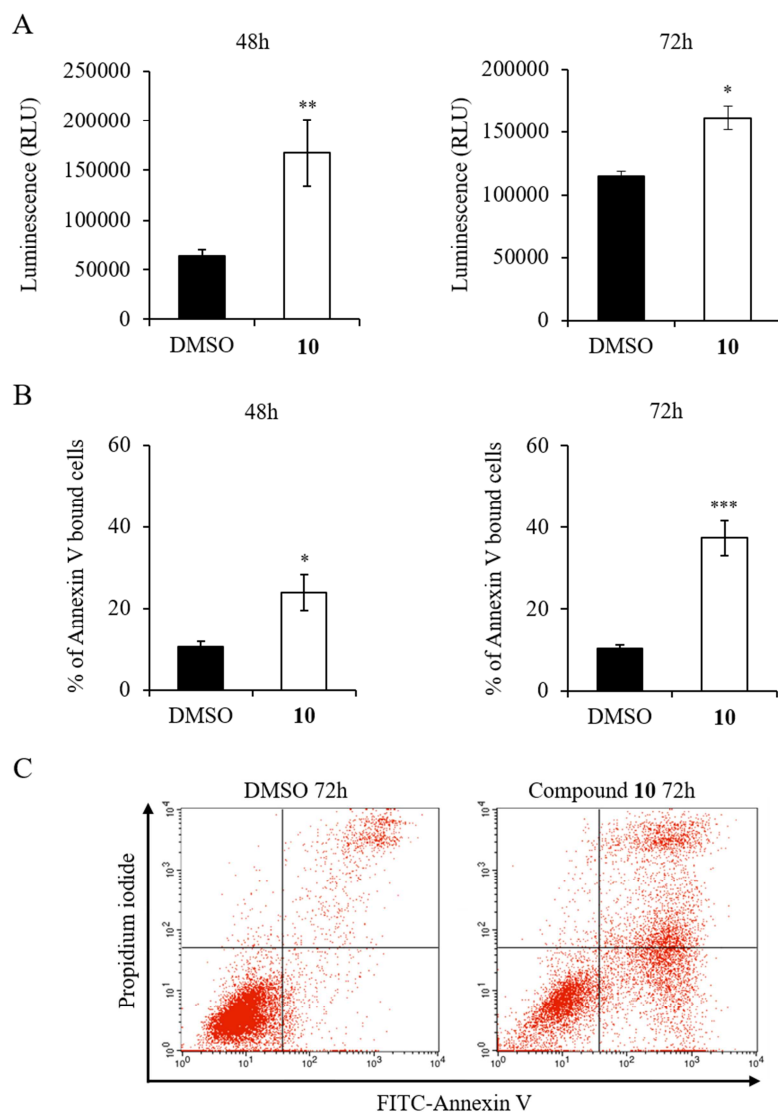 A
48h
72h
Luminescence (RLU)
250000
200000
150000
100000
50000
0
**
DMSO
10
Luminescence (RLU)
200000
150000
100000
50000
0
*
DMSO
10
B
48h
72h
% of Annexin V bound cells
60
40
20
0
*
DMSO
10
% of Annexin V bound cells
60
40
20
0
***
DMSO
10
C
DMSO 72h
Compound 10 72h
Propidium iodide
10⁴
10³
10²
10¹
10⁰
10⁰ 10¹ 10² 10³ 10⁴
10⁴
10³
10²
10¹
10⁰
10⁰ 10¹ 10² 10³ 10⁴
FITC-Annexin V